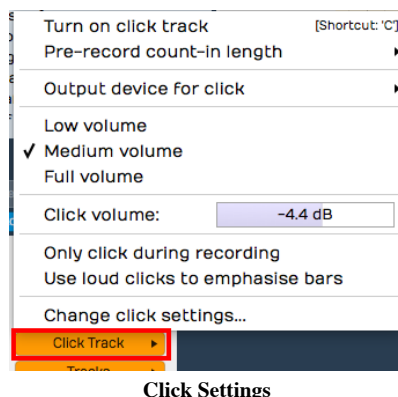 Turn on click track [Shortcut: 'C']
Pre-record count-in length
Output device for click
Low volume
✓ Medium volume
Full volume
Click volume: -4.4 dB
Only click during recording
Use loud clicks to emphasise bars
Change click settings...
Click Track
Tracks
Click Settings